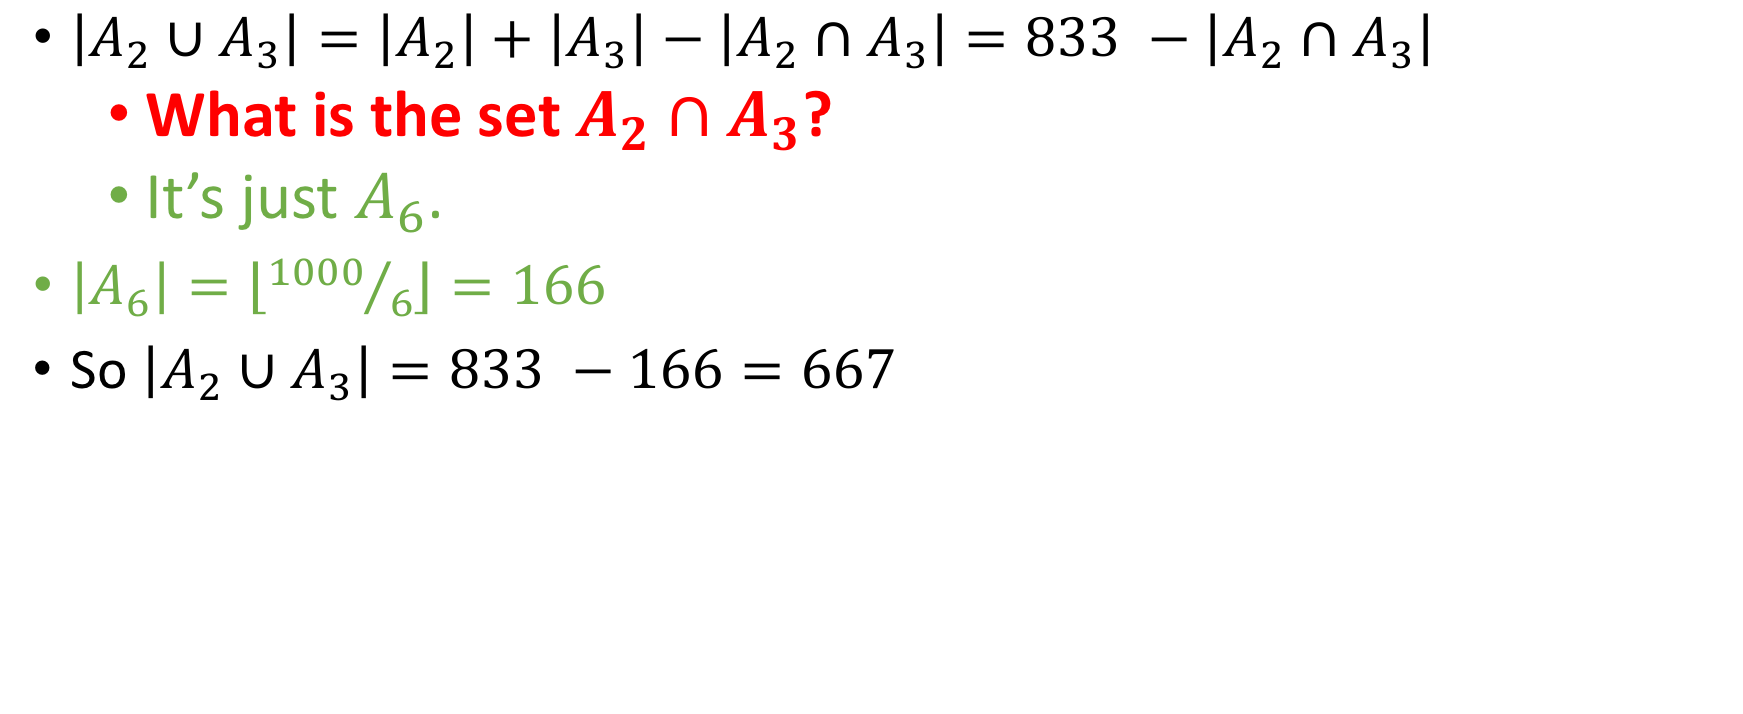 • |A₂ ∪ A₃| = |A₂| + |A₃| − |A₂ ∩ A₃| = 833 − |A₂ ∩ A₃|
• What is the set A₂ ∩ A₃?
• It’s just A₆.
• |A₆| = ⌊1000/6⌋ = 166
• So |A₂ ∪ A₃| = 833 − 166 = 667